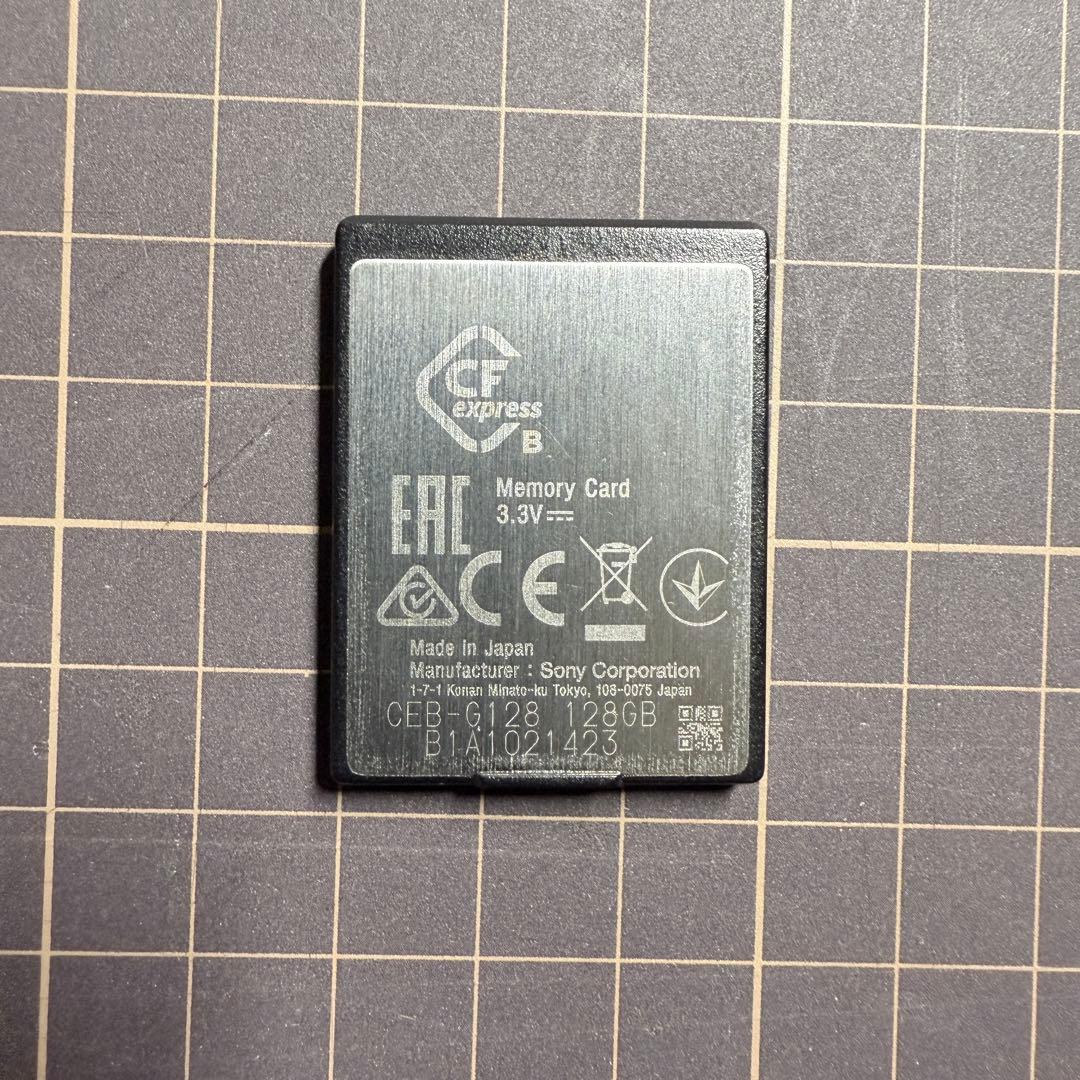 CF
express
B
EAC
Memory Card
3.3V
CE
Made in Japan
Manufacturer : Sony Corporation
1-7-1 Konan Minato-ku Tokyo, 108-0075 Japan
CEB-G128 128GB
B1A1021423